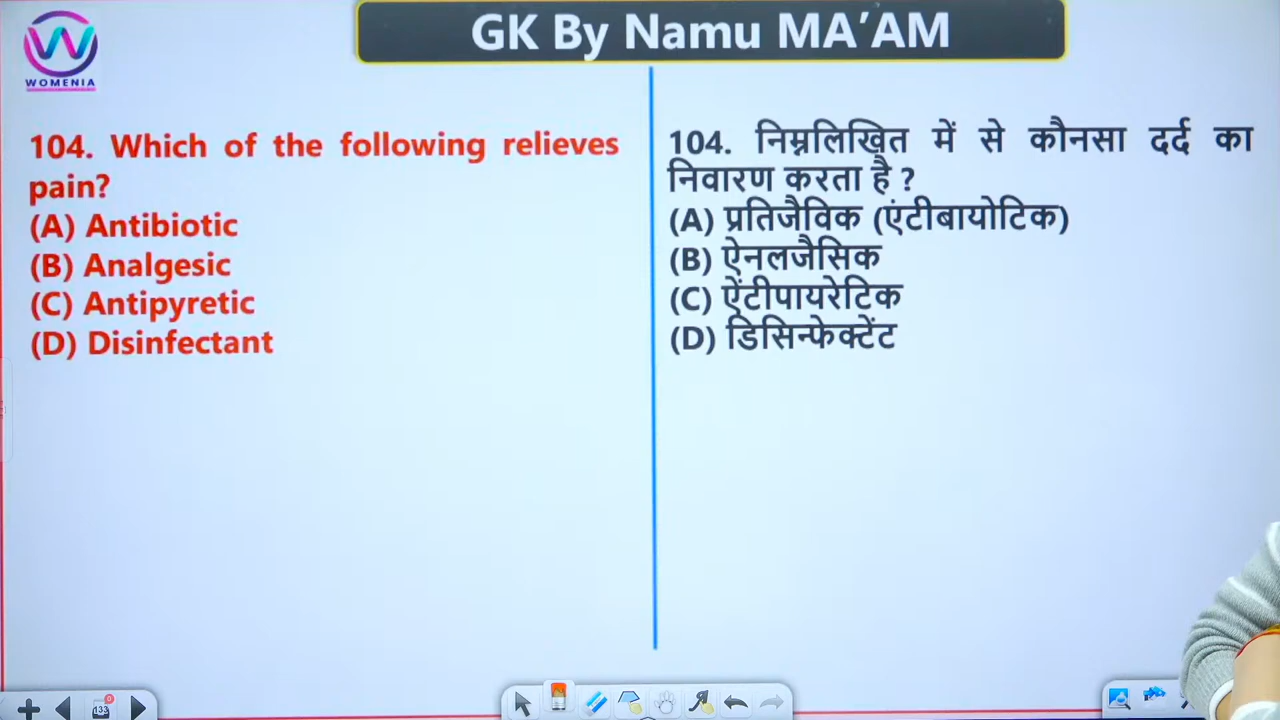 GK By Namu MA’AM
WOMENIA
104. Which of the following relieves
pain?
(A) Antibiotic
(B) Analgesic
(C) Antipyretic
(D) Disinfectant
104. निम्नलिखित में से कौनसा दर्द का
निवारण करता है ?
(A) प्रतिजैविक (एंटीबायोटिक)
(B) ऐनलजैसिक
(C) ऐंटीपायरेटिक
(D) डिसिन्फेक्टेंट
133